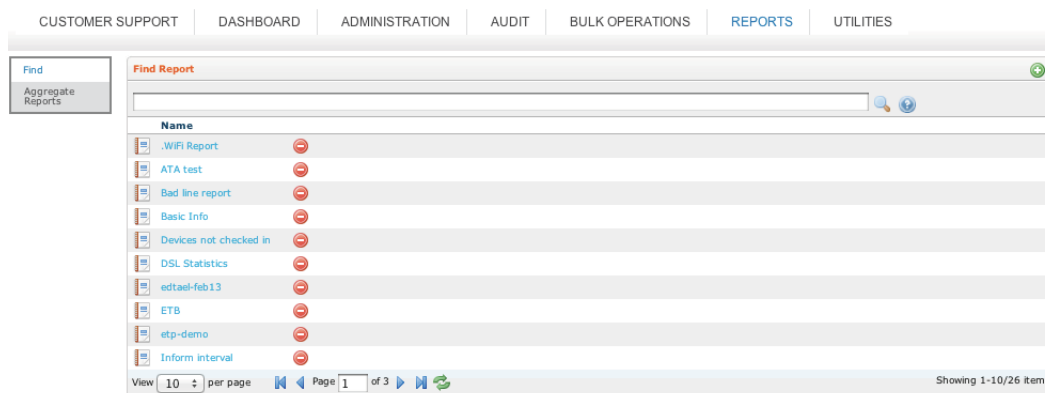 CUSTOMER SUPPORT DASHBOARD ADMINISTRATION AUDIT BULK OPERATIONS REPORTS UTILITIES
Find
Aggregate
Reports
Find Report
Name
.WiFi Report
ATA test
Bad line report
Basic Info
Devices not checked in
DSL Statistics
edtael-feb13
ETB
etp-demo
Inform interval
View 10 per page Page 1 of 3 Showing 1-10/26 item